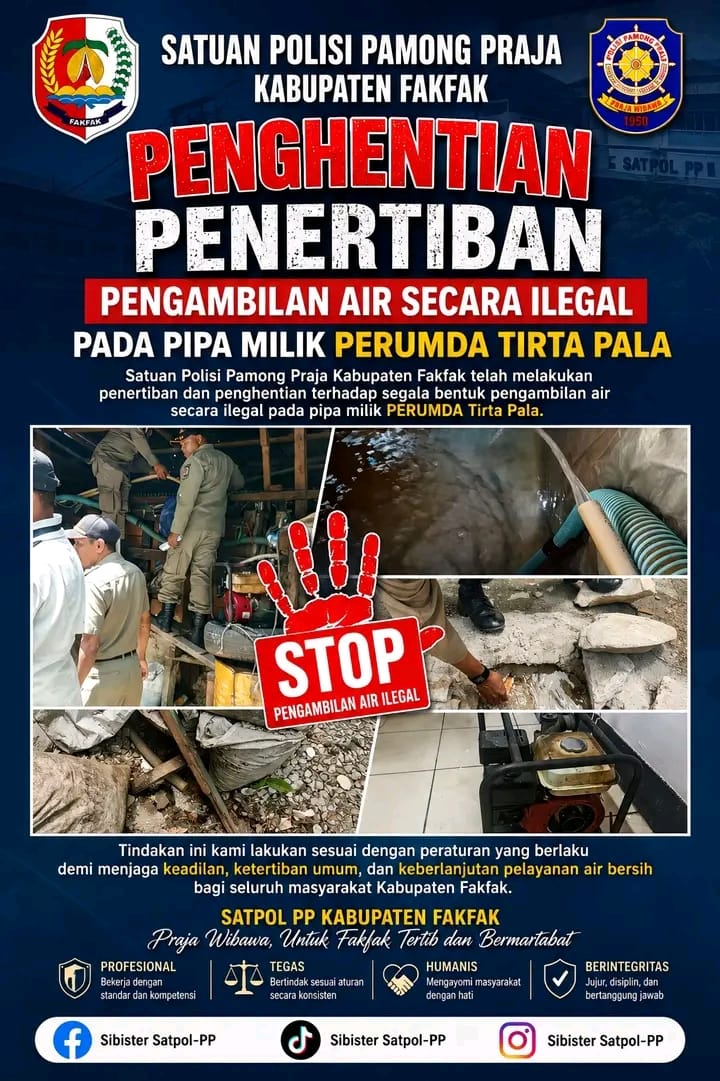 SATUAN POLISI PAMONG PRAJA
KABUPATEN FAKFAK
FAKFAK
POLISI PAMONG PRAJA
PRAJA WIBAWA
1950
SATPOL PP
PENGHENTIAN
PENERTIBAN
PENGAMBILAN AIR SECARA ILEGAL
PADA PIPA MILIK PERUMDA TIRTA PALA
Satuan Polisi Pamong Praja Kabupaten Fakfak telah melakukan
penertiban dan penghentian terhadap segala bentuk pengambilan air
secara ilegal pada pipa milik PERUMDA Tirta Pala.
STOP
PENGAMBILAN AIR ILEGAL
Tindakan ini kami lakukan sesuai dengan peraturan yang berlaku
demi menjaga keadilan, ketertiban umum, dan keberlanjutan pelayanan air bersih
bagi seluruh masyarakat Kabupaten Fakfak.
SATPOL PP KABUPATEN FAKFAK
Praja Wibawa, Untuk Fakfak Tertib dan Bermartabat
PROFESIONAL
Bekerja dengan
standar dan kompetensi
TEGAS
Bertindak sesuai aturan
secara konsisten
HUMANIS
Mengayomi masyarakat
dengan hati
BERINTEGRITAS
Jujur, disiplin, dan
bertanggung jawab
Sibister Satpol-PP
Sibister Satpol-PP
Sibister Satpol-PP